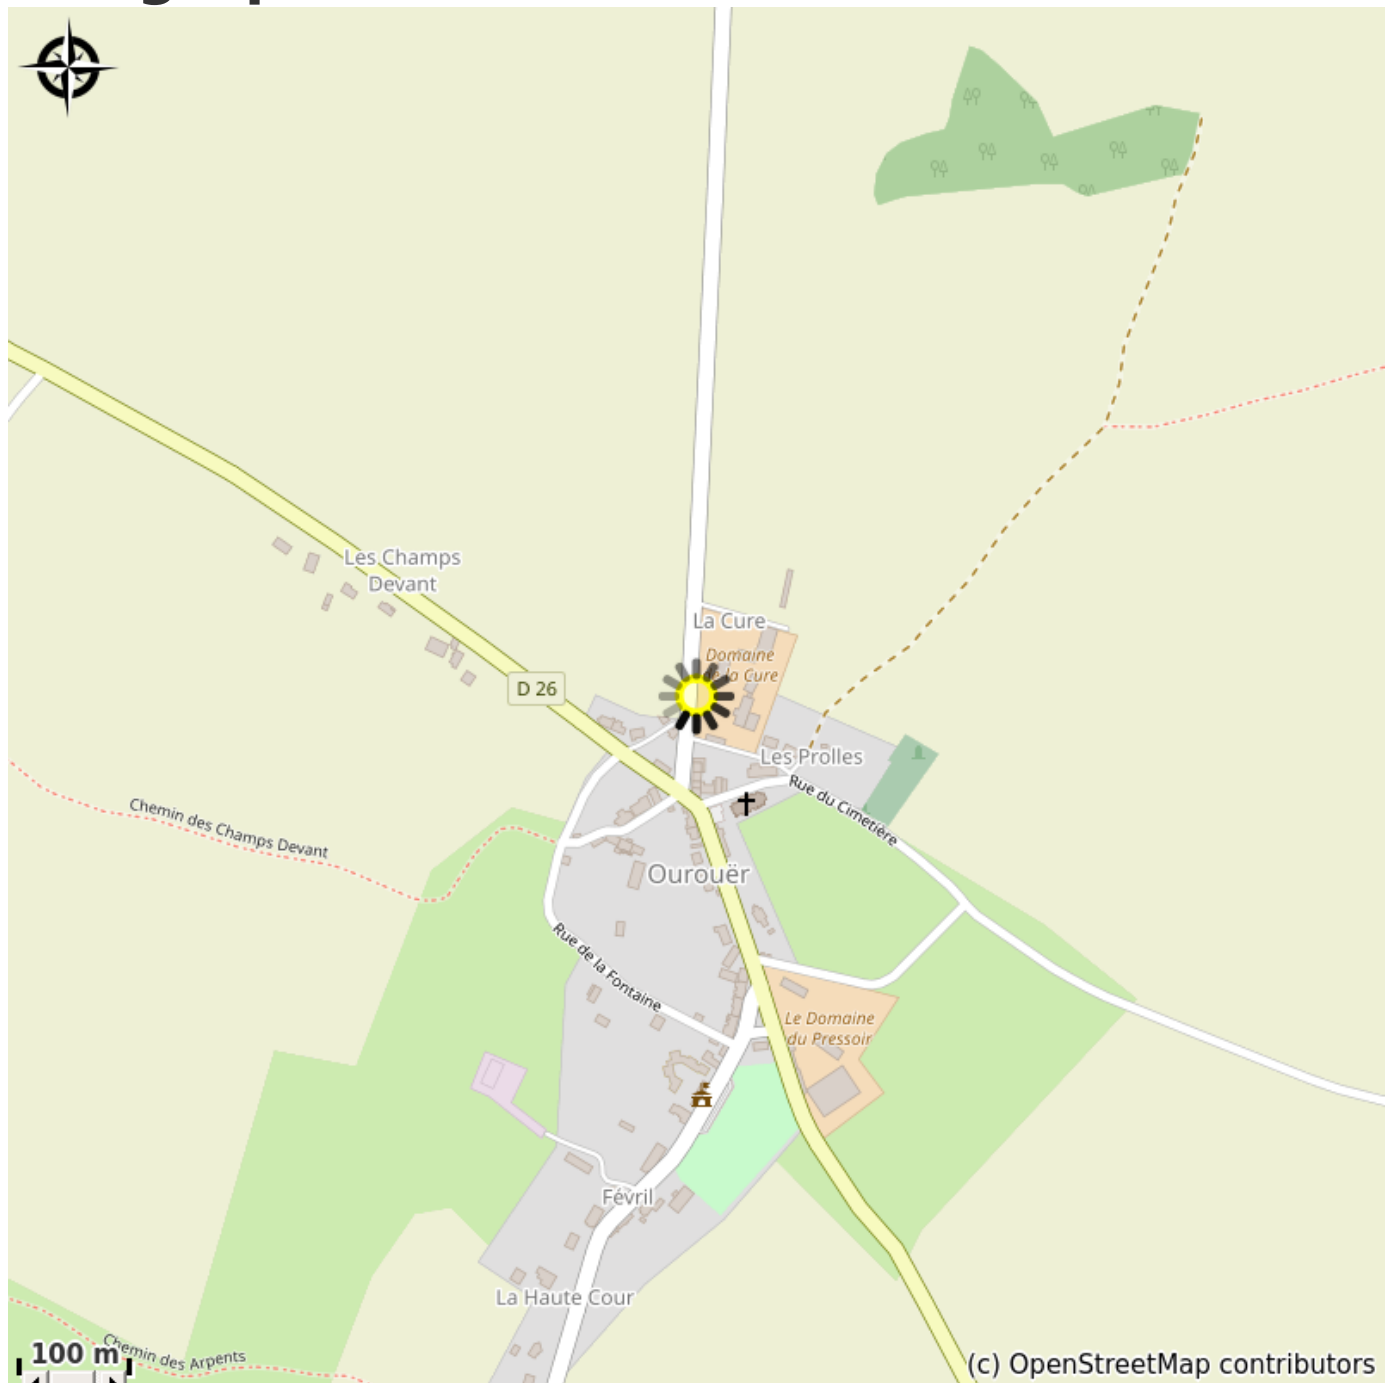 Les Champs
Devant
La Cure
Domaine
de la Cure
D 26
Les Prolles
Rue du Cimetière
Chemin des Champs Devant
Ourouër
Rue de la Fontaine
Le Domaine
du Pressoir
Févril
La Haute Cour
Chemin des Arpents
100 m
(c) OpenStreetMap contributors